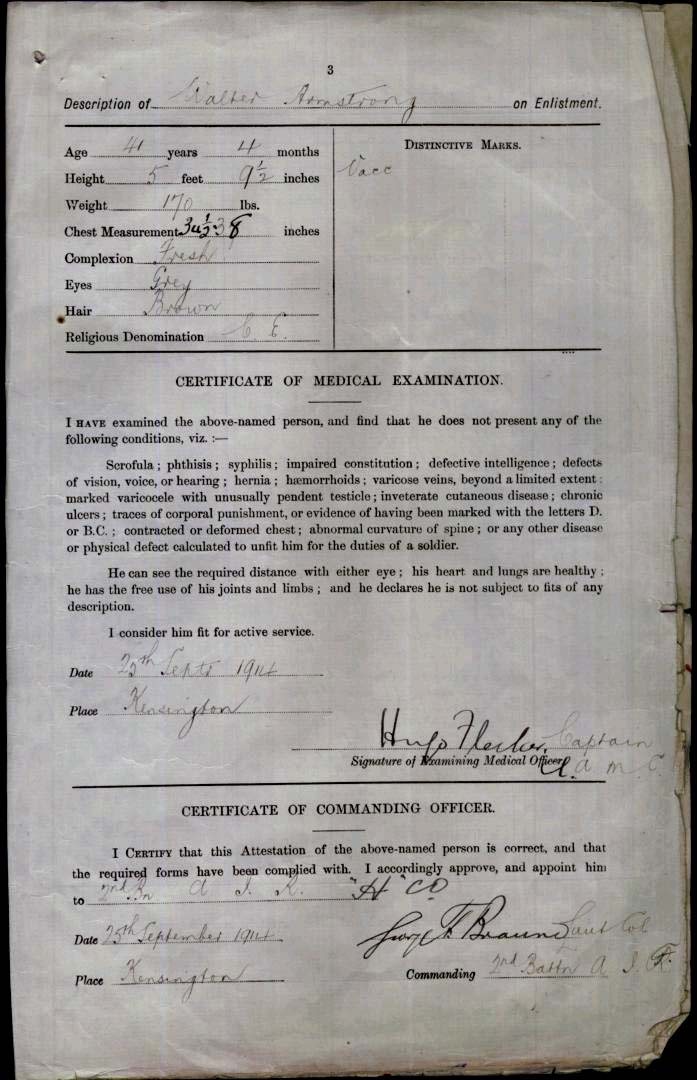 3
Description of Walter Armstrong on Enlistment.
Age 41 years 4 months
Height 5 feet 9½ inches
Weight 170 lbs.
Chest Measurement 34½ 38 inches
Complexion Fresh
Eyes Grey
Hair Brown
Religious Denomination C. E.
DISTINCTIVE MARKS.
Vacc
CERTIFICATE OF MEDICAL EXAMINATION.
I HAVE examined the above-named person, and find that he does not present any of the
following conditions, viz. :—
Scrofula ; phthisis ; syphilis ; impaired constitution ; defective intelligence ; defects
of vision, voice, or hearing ; hernia ; hæmorrhoids ; varicose veins, beyond a limited extent ;
marked varicocele with unusually pendent testicle ; inveterate cutaneous disease ; chronic
ulcers ; traces of corporal punishment, or evidence of having been marked with the letters D.
or B.C. ; contracted or deformed chest ; abnormal curvature of spine ; or any other disease
or physical defect calculated to unfit him for the duties of a soldier.
He can see the required distance with either eye ; his heart and lungs are healthy ;
he has the free use of his joints and limbs ; and he declares he is not subject to fits of any
description.
I consider him fit for active service.
Date 25th Septr 1914
Place Kensington
Hugo Flecker Captain
Signature of Examining Medical Officer. A. A M C.
CERTIFICATE OF COMMANDING OFFICER.
I CERTIFY that this Attestation of the above-named person is correct, and that
the required forms have been complied with. I accordingly approve, and appoint him
to 2nd Bn A I F. "H" CO
Date 25th September 1914 George F. Braund Lieut Col
Place Kensington Commanding 2nd Battn A I F.